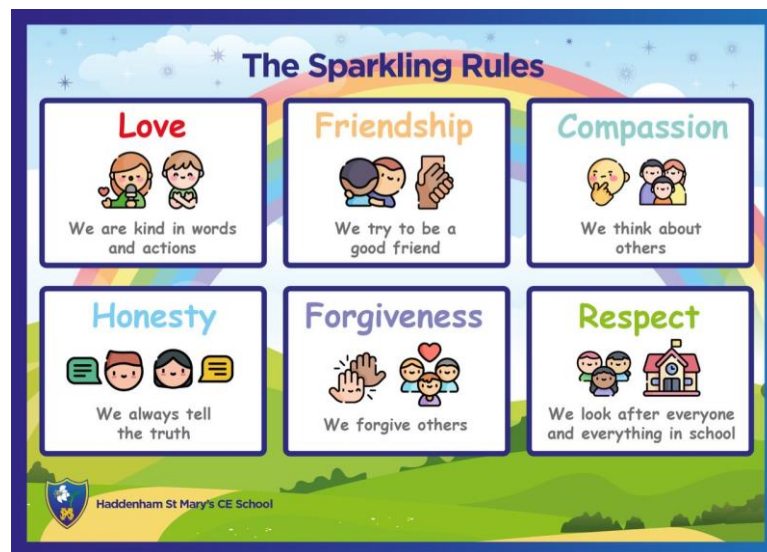 The Sparkling Rules
Love
We are kind in words
and actions
Friendship
We try to be a
good friend
Compassion
We think about
others
Honesty
We always tell
the truth
Forgiveness
We forgive others
Respect
We look after everyone
and everything in school
Haddenham St Mary's CE School